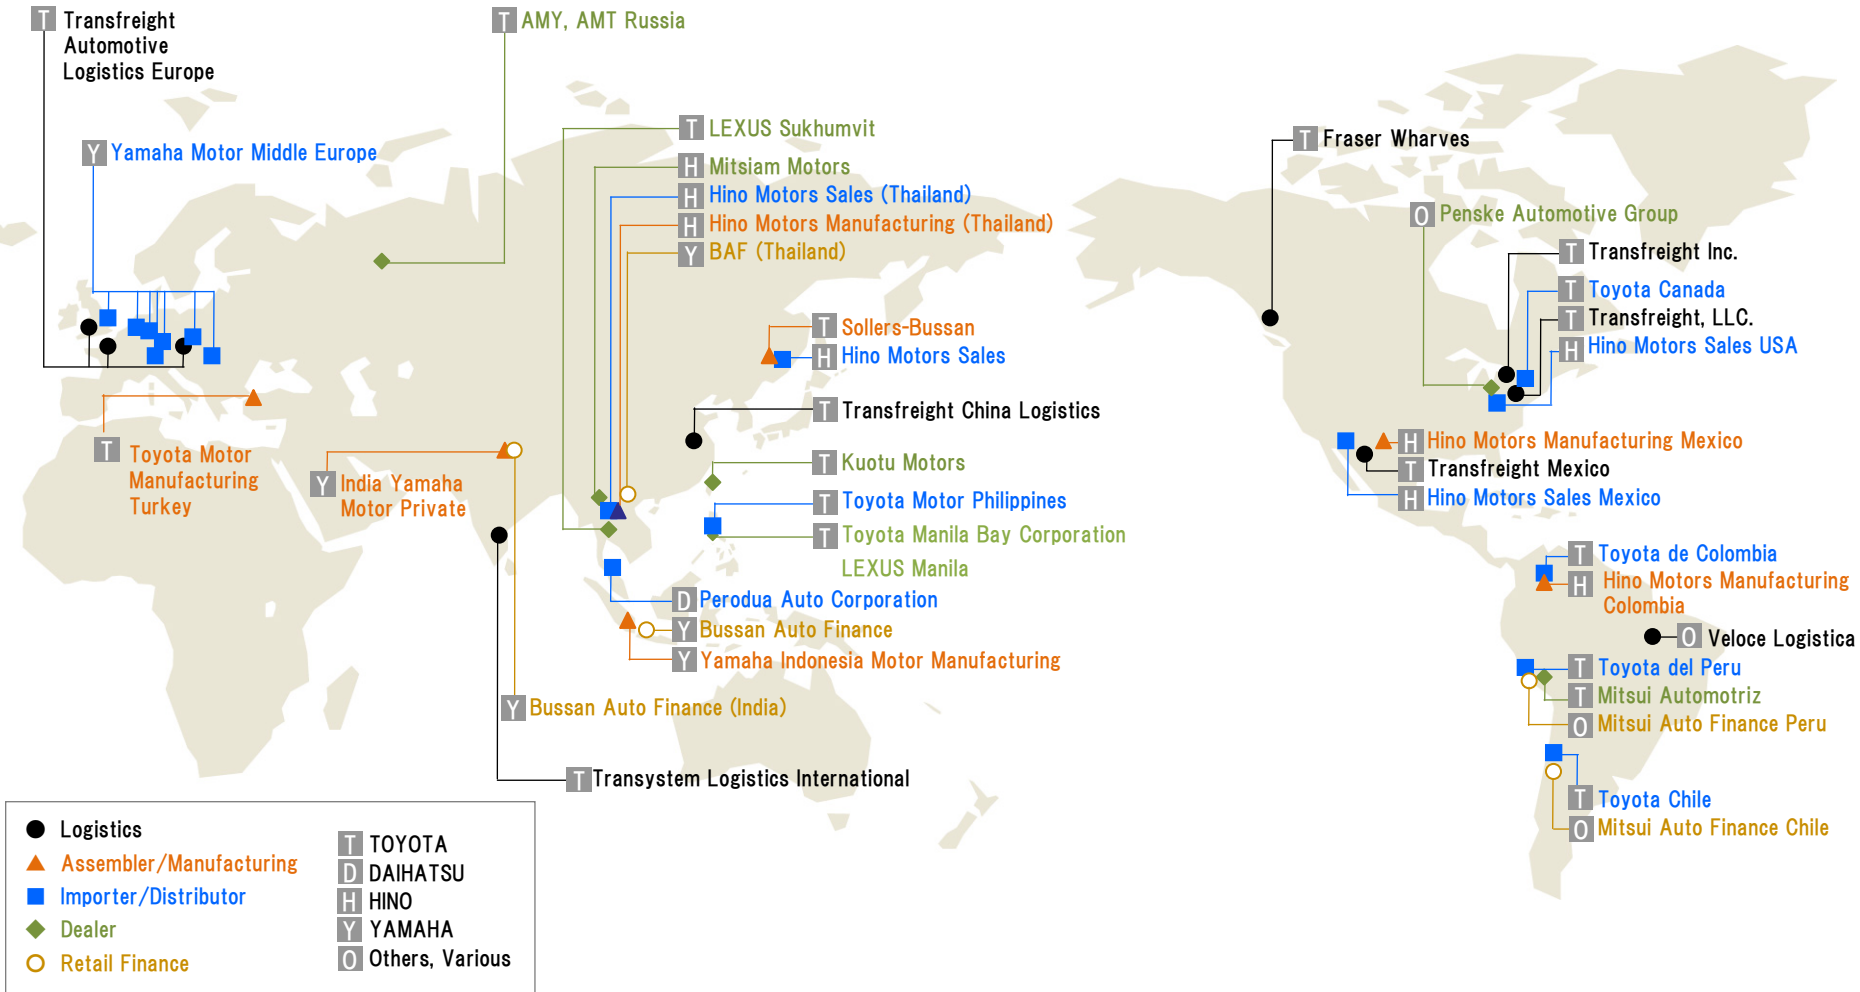 T Transfreight
Automotive
Logistics Europe
T AMY, AMT Russia
Y Yamaha Motor Middle Europe
T LEXUS Sukhumvit
H Mitsiam Motors
H Hino Motors Sales (Thailand)
H Hino Motors Manufacturing (Thailand)
Y BAF (Thailand)
T Sollers-Bussan
H Hino Motors Sales
T Transfreight China Logistics
T Toyota Motor
Manufacturing
Turkey
Y India Yamaha
Motor Private
T Kuotu Motors
T Toyota Motor Philippines
T Toyota Manila Bay Corporation
LEXUS Manila
D Perodua Auto Corporation
Y Bussan Auto Finance
Y Yamaha Indonesia Motor Manufacturing
Y Bussan Auto Finance (India)
T Transystem Logistics International
T Fraser Wharves
O Penske Automotive Group
T Transfreight Inc.
T Toyota Canada
T Transfreight, LLC.
H Hino Motors Sales USA
H Hino Motors Manufacturing Mexico
T Transfreight Mexico
H Hino Motors Sales Mexico
T Toyota de Colombia
H Hino Motors Manufacturing
Colombia
O Veloce Logistica
T Toyota del Peru
T Mitsui Automotriz
O Mitsui Auto Finance Peru
T Toyota Chile
O Mitsui Auto Finance Chile
Logistics
Assembler/Manufacturing
Importer/Distributor
Dealer
Retail Finance
T TOYOTA
D DAIHATSU
H HINO
Y YAMAHA
O Others, Various